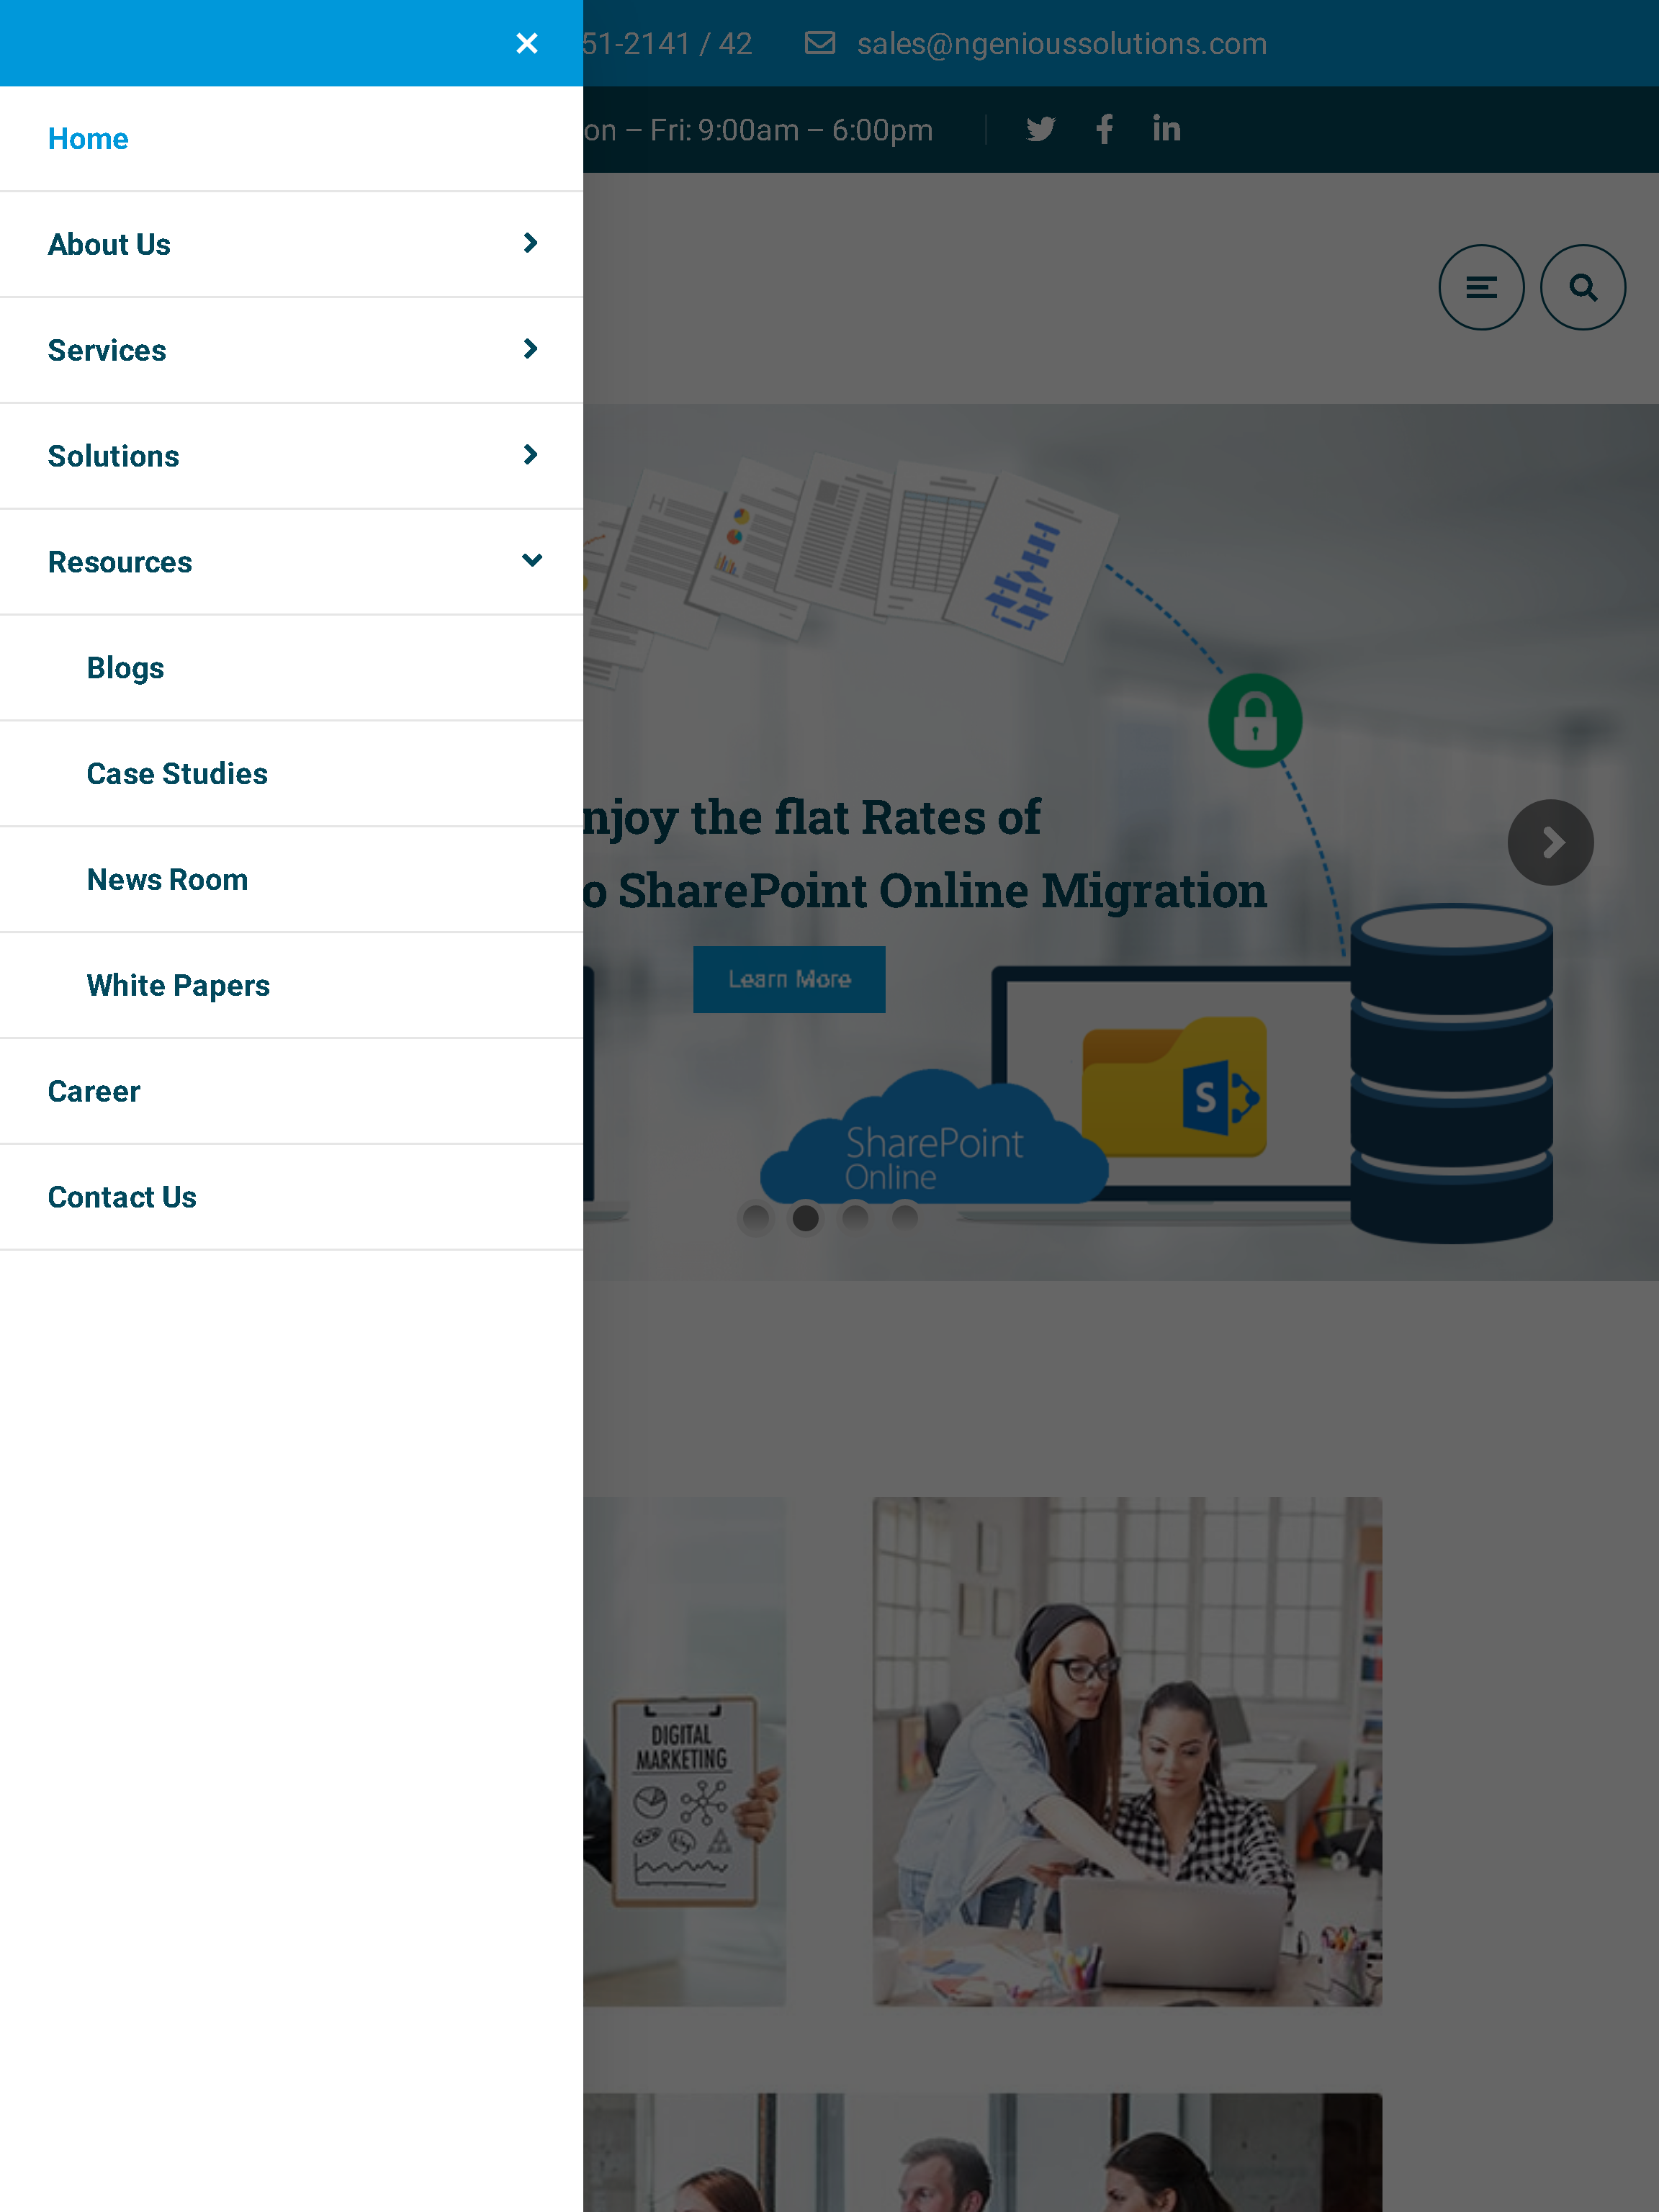 51-2141 / 42 sales@ngenioussolutions.com
on – Fri: 9:00am – 6:00pm
Home
About Us
Services
Solutions
Resources
Blogs
Case Studies
News Room
White Papers
Career
Contact Us
njoy the flat Rates of
o SharePoint Online Migration
Learn More
S
SharePoint
Online
DIGITAL
MARKETING